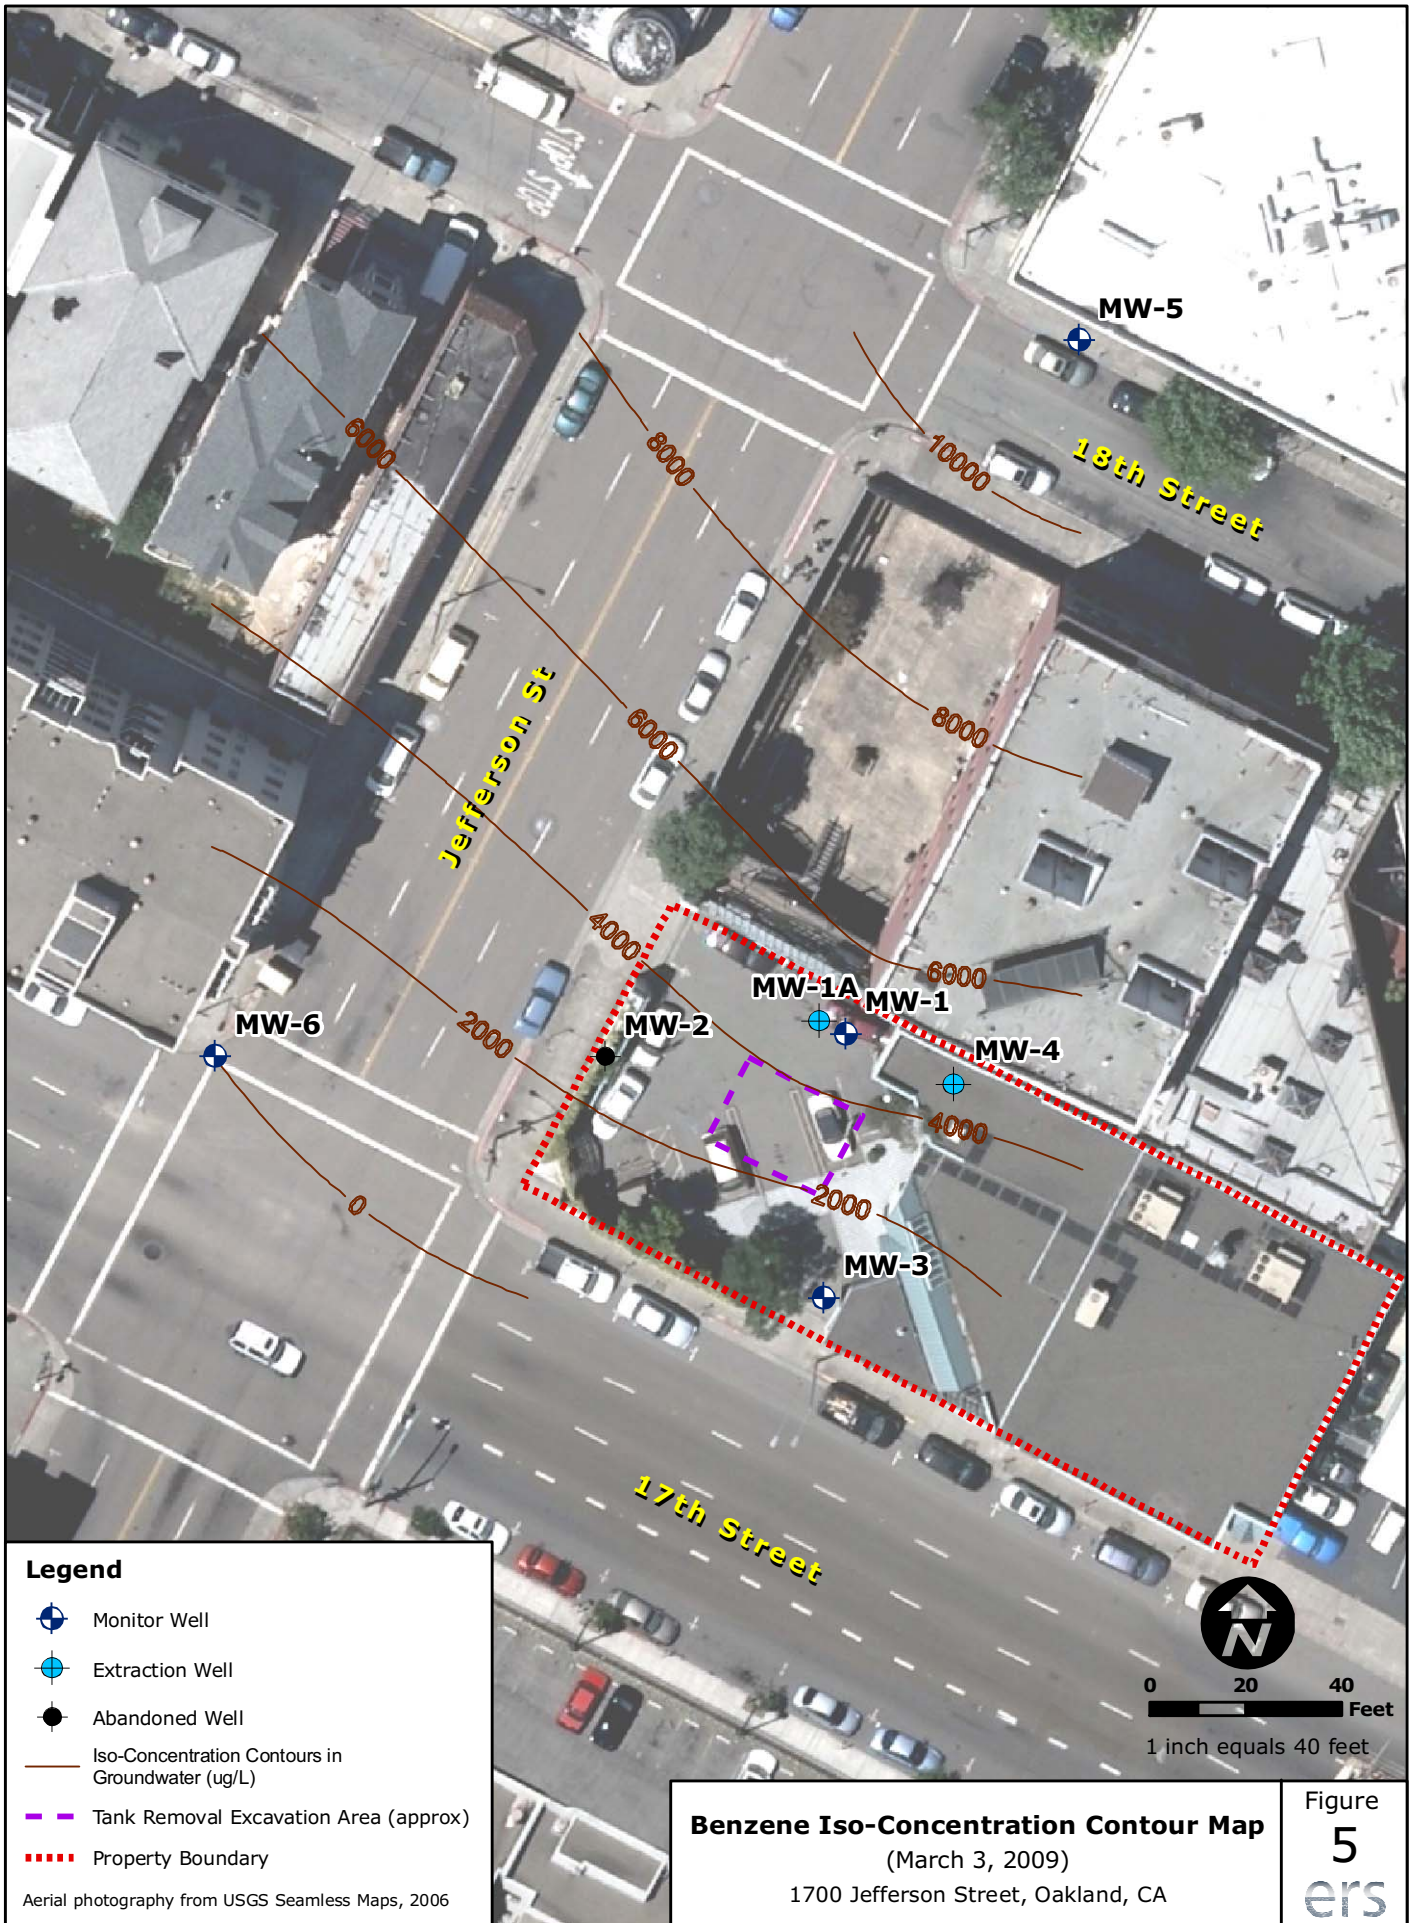 STOP STOP
MW-5
6000
8000
10000
18th Street
Jefferson St
6000
8000
4000
6000
MW-1A
MW-1
MW-6
2000
MW-2
MW-4
4000
0
2000
MW-3
17th Street
Legend
Monitor Well
Extraction Well
Abandoned Well
Iso-Concentration Contours in
Groundwater (ug/L)
Tank Removal Excavation Area (approx)
Property Boundary
Aerial photography from USGS Seamless Maps, 2006
N
0 20 40
Feet
1 inch equals 40 feet
Benzene Iso-Concentration Contour Map
(March 3, 2009)
1700 Jefferson Street, Oakland, CA
Figure
5
ers